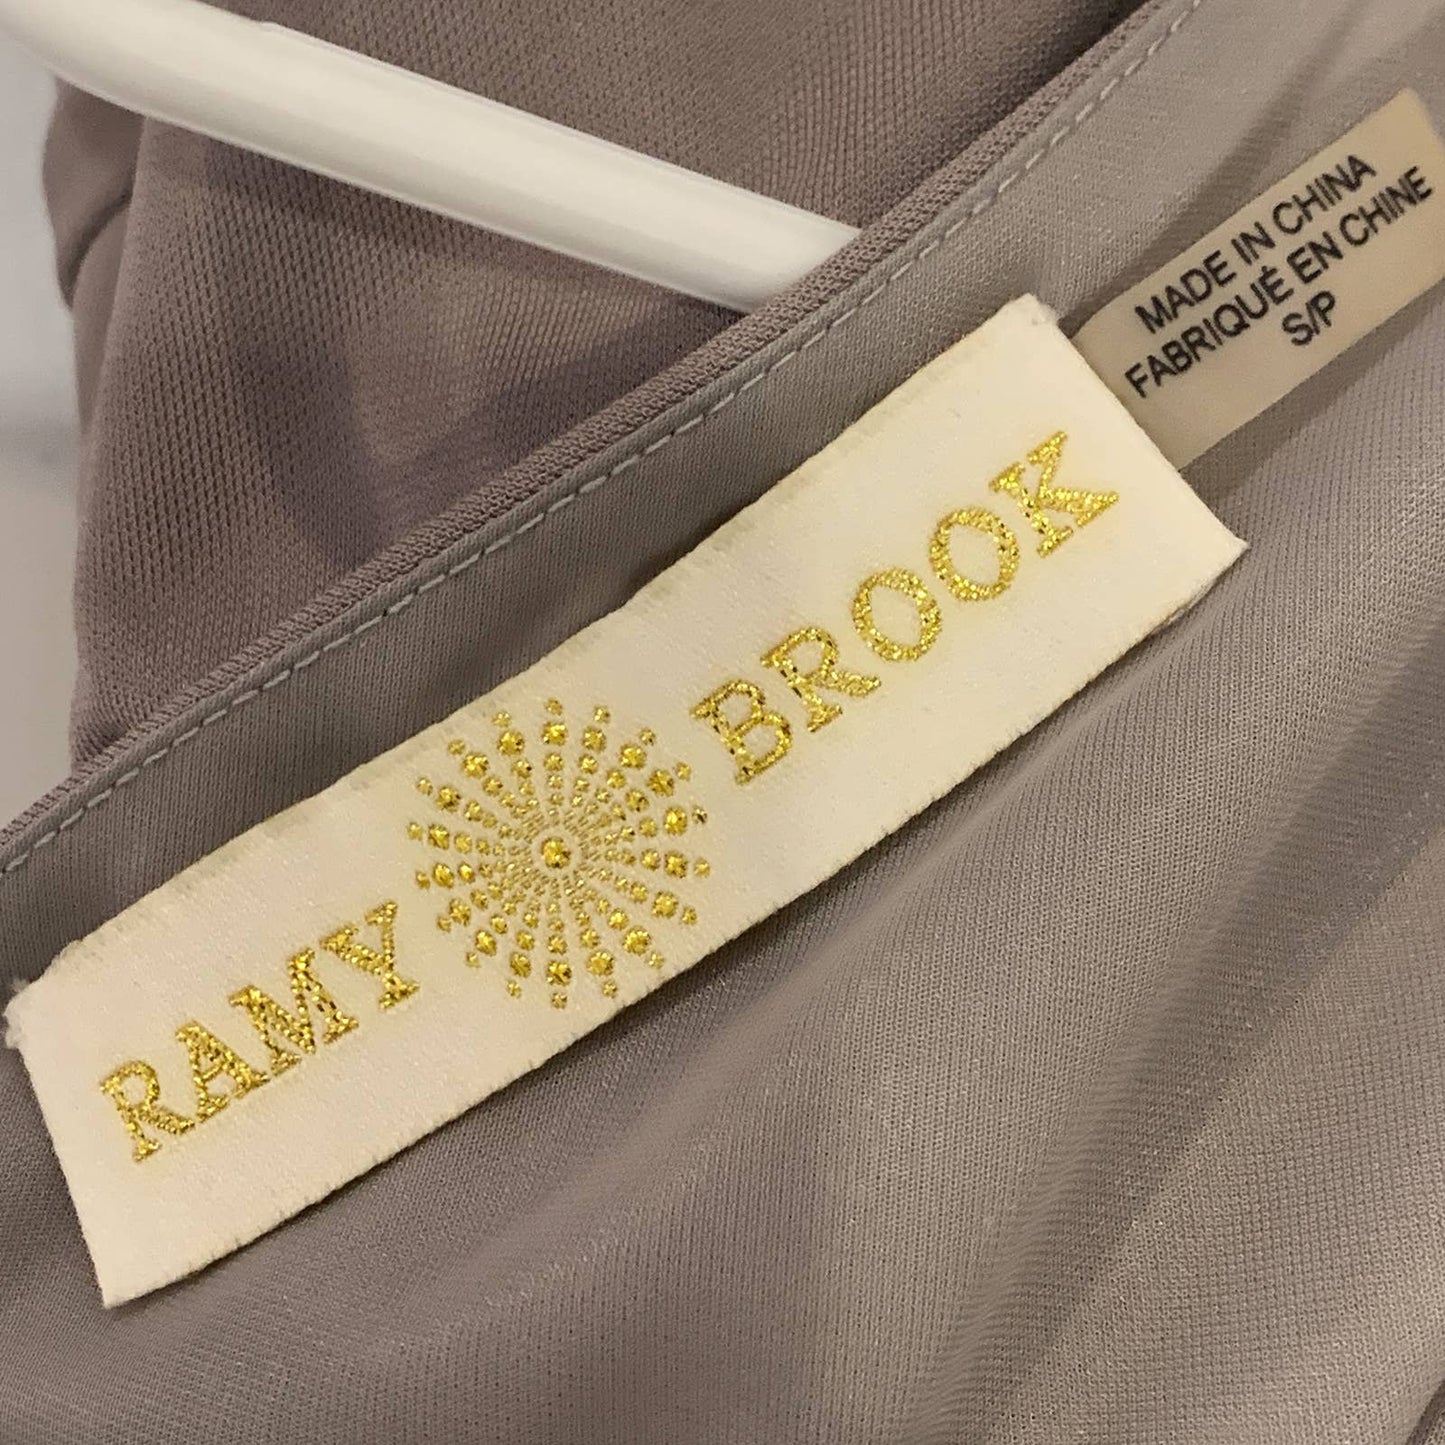 RAMY BROOK
MADE IN CHINA
FABRIQUÉ EN CHINE
S/P